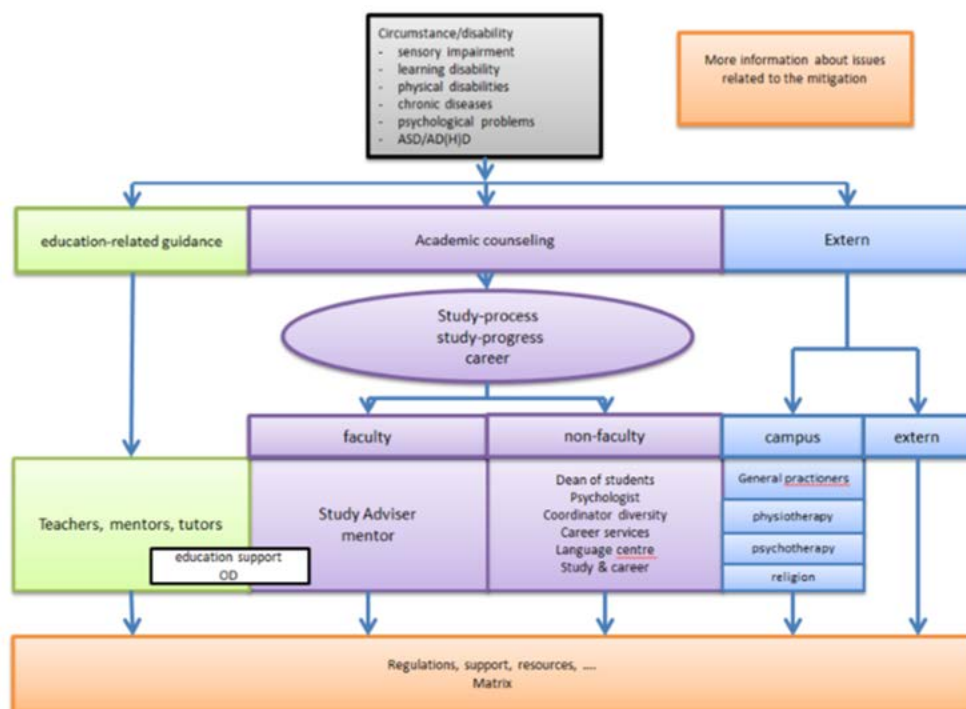 Circumstance/disability
- sensory impairment
- learning disability
- physical disabilities
- chronic diseases
- psychological problems
- ASD/AD(H)D
More information about issues
related to the mitigation
education-related guidance
Academic counseling
Extern
Study-process
study-progress
career
faculty
non-faculty
campus
extern
Teachers, mentors, tutors
education support
OD
Study Adviser
mentor
Dean of students
Psychologist
Coordinator diversity
Career services
Language centre
Study & career
General practioners
physiotherapy
psychotherapy
religion
Regulations, support, resources, ....
Matrix